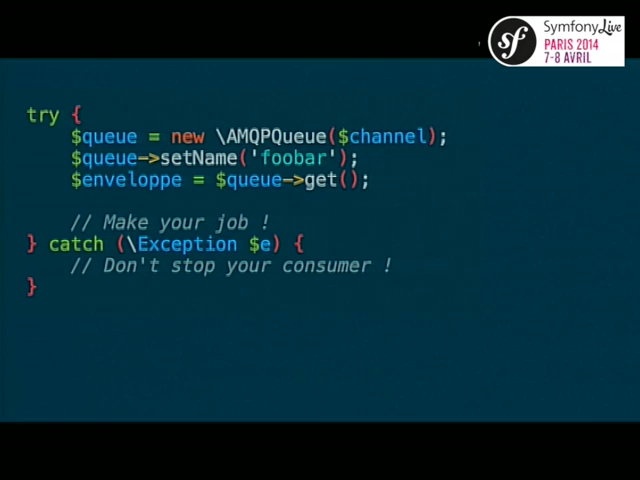 sf
SymfonyLive
PARIS 2014
7-8 AVRIL
try {
    $queue = new \AMQPQueue($channel);
    $queue->setName('foobar');
    $enveloppe = $queue->get();
    // Make your job !
} catch (\Exception $e) {
    // Don't stop your consumer !
}